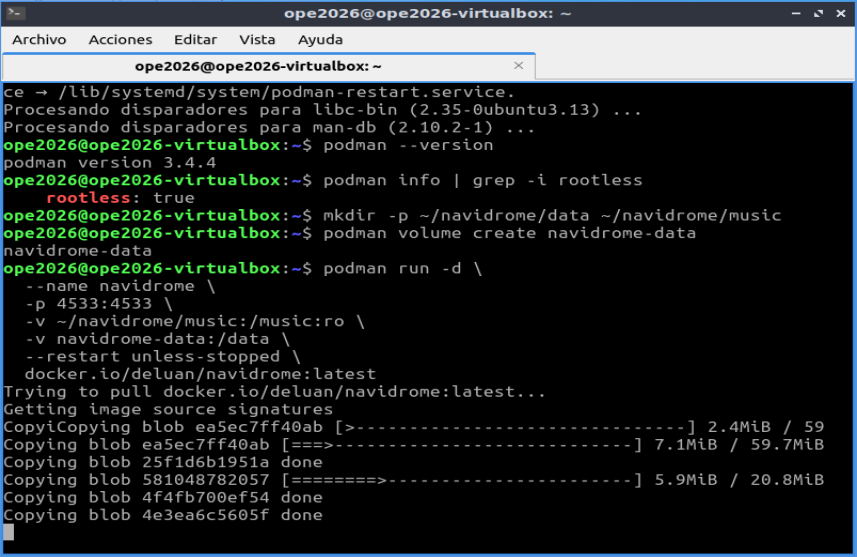 ope2026@ope2026-virtualbox: ~
Archivo Acciones Editar Vista Ayuda
ope2026@ope2026-virtualbox: ~
ce → /lib/systemd/system/podman-restart.service.
Procesando disparadores para libc-bin (2.35-0ubuntu3.13) ...
Procesando disparadores para man-db (2.10.2-1) ...
ope2026@ope2026-virtualbox:~$ podman --version
podman version 3.4.4
ope2026@ope2026-virtualbox:~$ podman info | grep -i rootless
    rootless: true
ope2026@ope2026-virtualbox:~$ mkdir -p ~/navidrome/data ~/navidrome/music
ope2026@ope2026-virtualbox:~$ podman volume create navidrome-data
navidrome-data
ope2026@ope2026-virtualbox:~$ podman run -d \
  --name navidrome \
  -p 4533:4533 \
  -v ~/navidrome/music:/music:ro \
  -v navidrome-data:/data \
  --restart unless-stopped \
  docker.io/deluan/navidrome:latest
Trying to pull docker.io/deluan/navidrome:latest...
Getting image source signatures
CopyiCopying blob ea5ec7ff40ab [>--------------------------------] 2.4MiB / 59
Copying blob ea5ec7ff40ab [===>-----------------------------] 7.1MiB / 59.7MiB
Copying blob 25f1d6b1951a done
Copying blob 581048782057 [========>------------------------] 5.9MiB / 20.8MiB
Copying blob 4f4fb700ef54 done
Copying blob 4e3ea6c5605f done